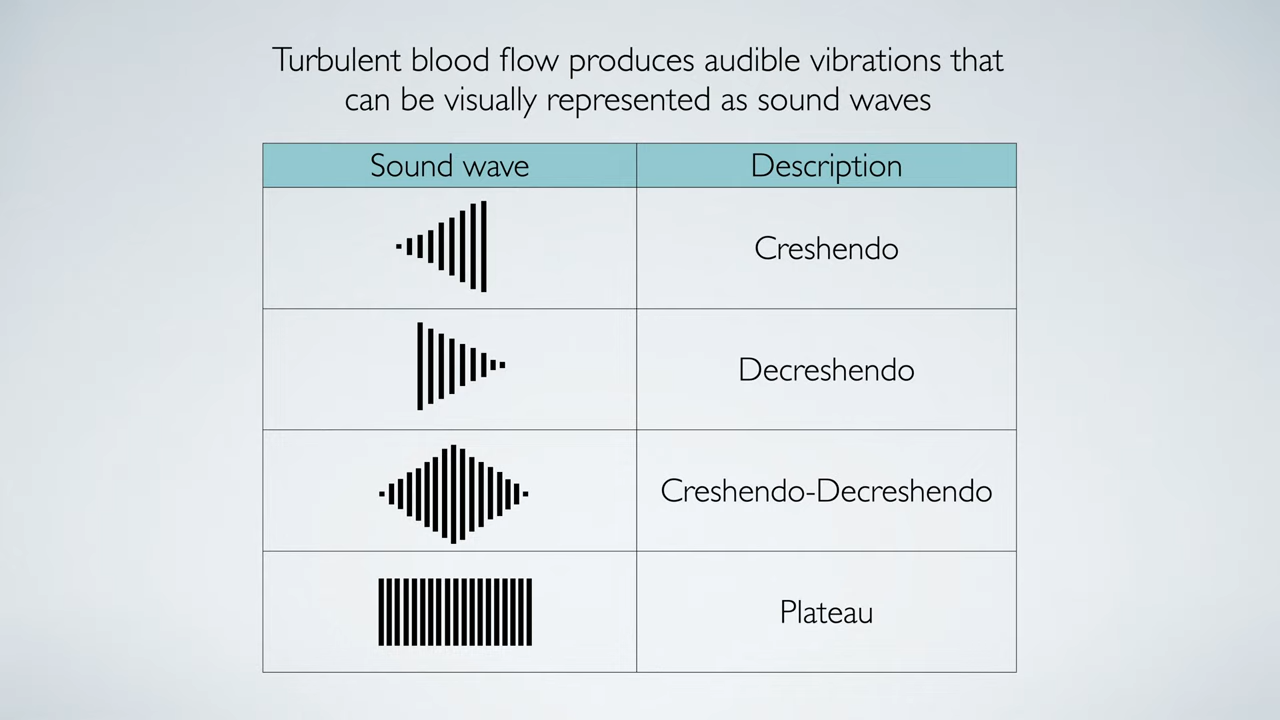 Turbulent blood flow produces audible vibrations that
can be visually represented as sound waves
Sound wave
Description
Creshendo
Decreshendo
Creshendo-Decreshendo
Plateau